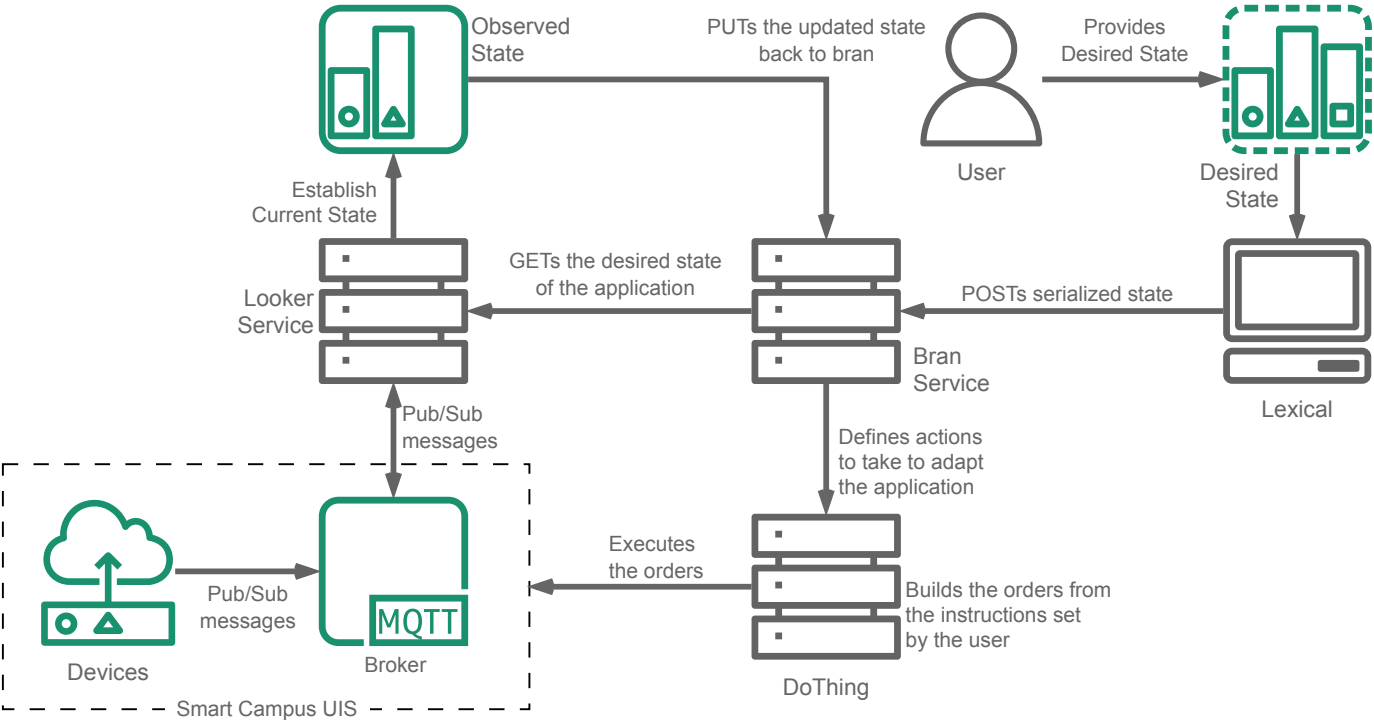 Observed
State
PUTs the updated state
back to bran
Provides
Desired State
User
Desired
State
Establish
Current State
Looker
Service
GETs the desired state
of the application
POSTs serialized state
Bran
Service
Lexical
Pub/Sub
messages
Defines actions
to take to adapt
the application
Executes
the orders
Builds the orders from
the instructions set
by the user
DoThing
Pub/Sub
messages
MQTT
Broker
Devices
Smart Campus UIS